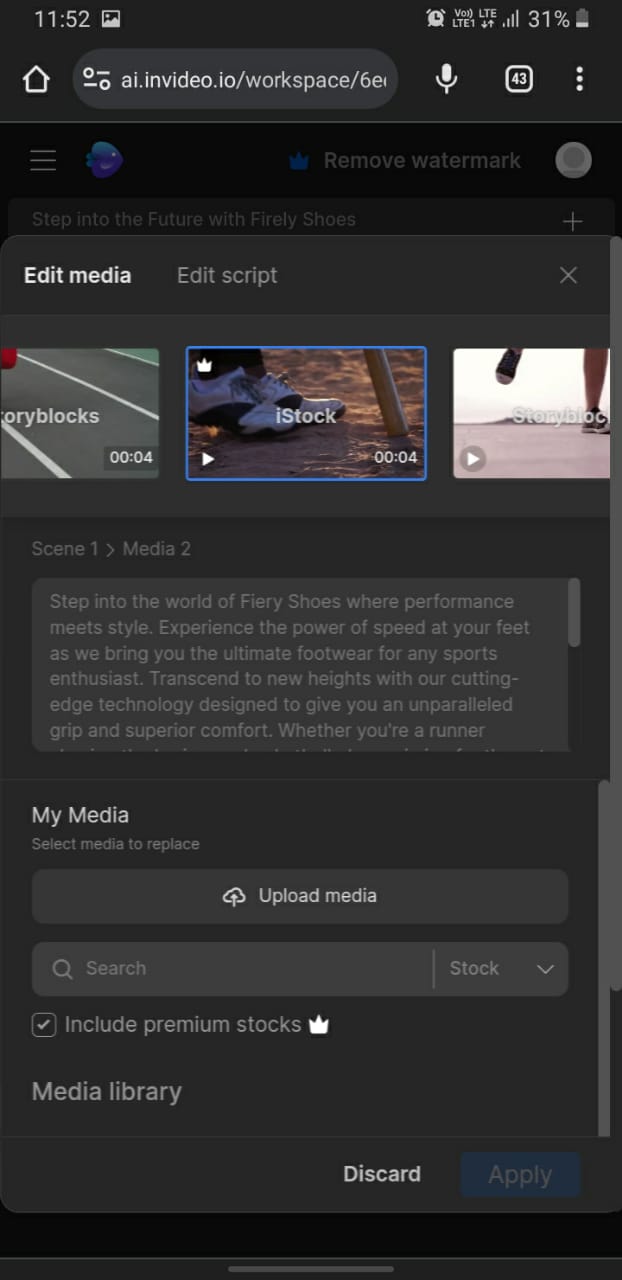 11:52
Vo)) LTE
LTE1
31%
ai.invideo.io/workspace/6e
43
Remove watermark
Step into the Future with Firely Shoes
Edit media
Edit script
oryblocks
00:04
iStock
00:04
Storybloc
Scene 1 > Media 2
Step into the world of Fiery Shoes where performance
meets style. Experience the power of speed at your feet
as we bring you the ultimate footwear for any sports
enthusiast. Transcend to new heights with our cutting-
edge technology designed to give you an unparalleled
grip and superior comfort. Whether you're a runner
My Media
Select media to replace
Upload media
Search
Stock
Include premium stocks
Media library
Discard
Apply